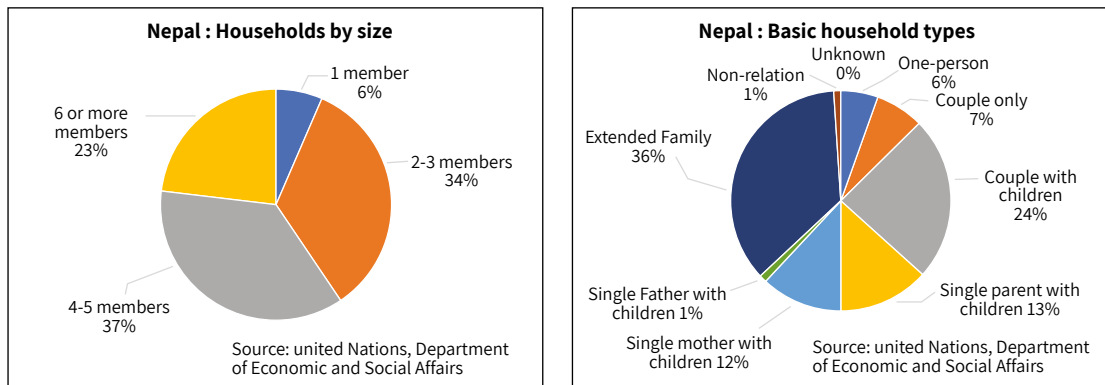 Nepal : Households by size
1 member
6%
2-3 members
34%
4-5 members
37%
6 or more
members
23%
Source: united Nations, Department
of Economic and Social Affairs
Nepal : Basic household types
Unknown
0%
One-person
6%
Couple only
7%
Couple with
children
24%
Single parent with
children 13%
Single mother with
children 12%
Single Father with
children 1%
Extended Family
36%
Non-relation
1%
Source: united Nations, Department
of Economic and Social Affairs